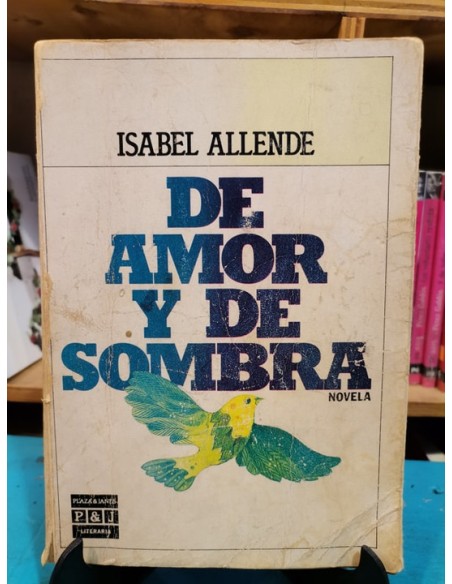 ISABEL ALLENDE
DE
AMOR
Y DE
SOMBRA
NOVELA
PLAZA & JANES
P&J
LITERARIA